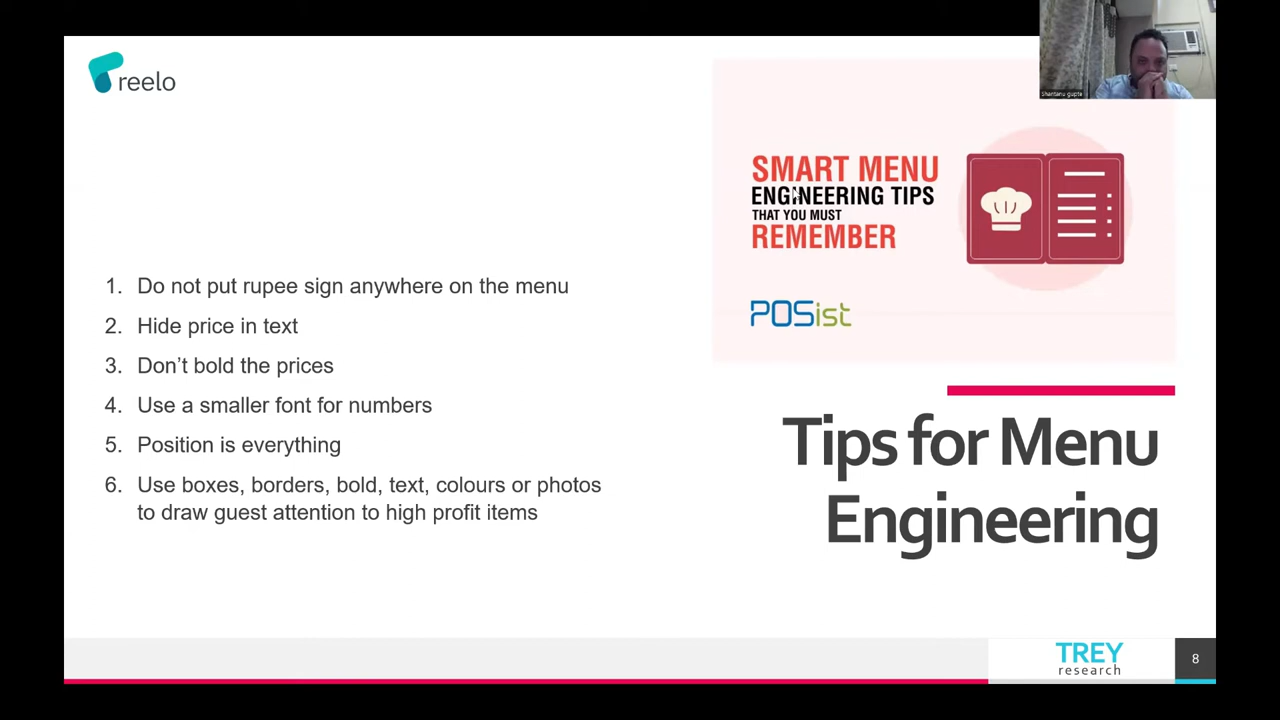 reelo
Shantanu gupta
SMART MENU
ENGINEERING TIPS
THAT YOU MUST
REMEMBER
POSist
1. Do not put rupee sign anywhere on the menu
2. Hide price in text
3. Don’t bold the prices
4. Use a smaller font for numbers
5. Position is everything
6. Use boxes, borders, bold, text, colours or photos
to draw guest attention to high profit items
Tips for Menu
Engineering
TREY
research
8